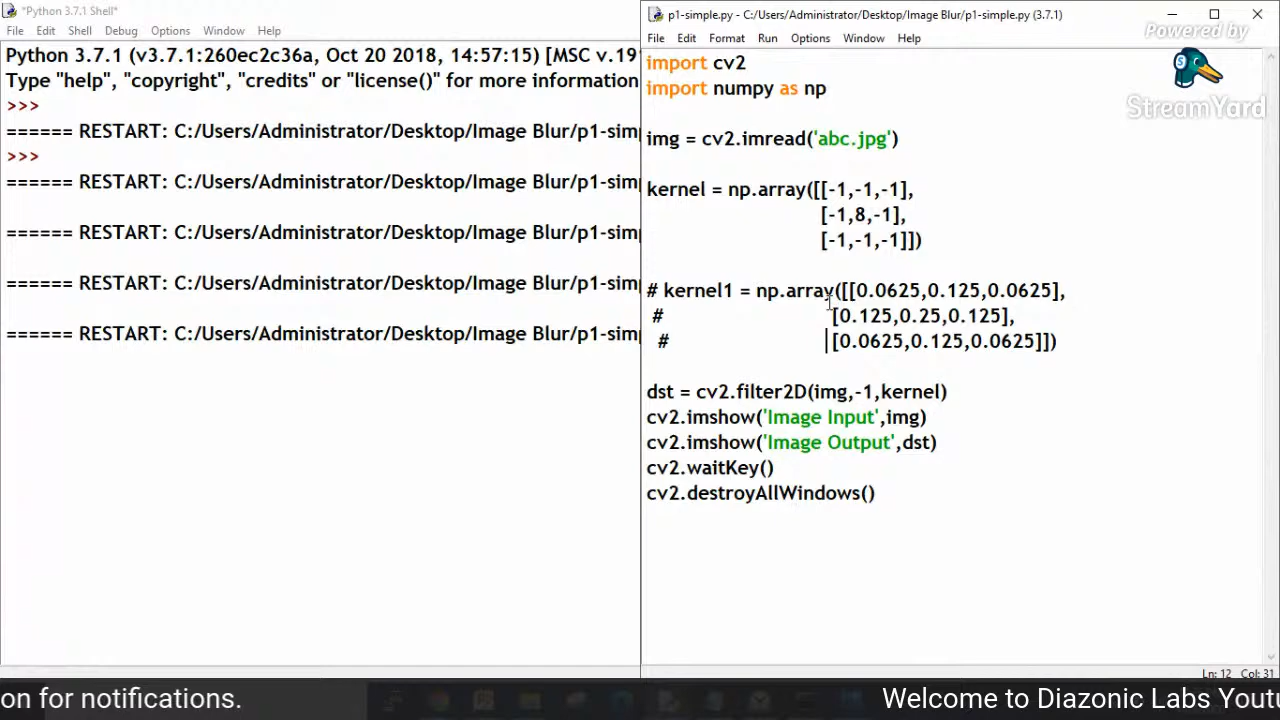 *Python 3.7.1 Shell*
File Edit Shell Debug Options Window Help
Python 3.7.1 (v3.7.1:260ec2c36a, Oct 20 2018, 14:57:15) [MSC v.19
Type "help", "copyright", "credits" or "license()" for more information
>>>
====== RESTART: C:/Users/Administrator/Desktop/Image Blur/p1-simp
>>>
====== RESTART: C:/Users/Administrator/Desktop/Image Blur/p1-simp
====== RESTART: C:/Users/Administrator/Desktop/Image Blur/p1-simp
====== RESTART: C:/Users/Administrator/Desktop/Image Blur/p1-simp
====== RESTART: C:/Users/Administrator/Desktop/Image Blur/p1-simp
p1-simple.py - C:/Users/Administrator/Desktop/Image Blur/p1-simple.py (3.7.1)
File Edit Format Run Options Window Help
Powered by
StreamYard
import cv2
import numpy as np
img = cv2.imread('abc.jpg')
kernel = np.array([[-1,-1,-1],
[-1,8,-1],
[-1,-1,-1]])
# kernel1 = np.array([[0.0625,0.125,0.0625],
# [0.125,0.25,0.125],
# [0.0625,0.125,0.0625]])
dst = cv2.filter2D(img,-1,kernel)
cv2.imshow('Image Input',img)
cv2.imshow('Image Output',dst)
cv2.waitKey()
cv2.destroyAllWindows()
Ln: 12 Col: 31
on for notifications. Welcome to Diazonic Labs Youtu